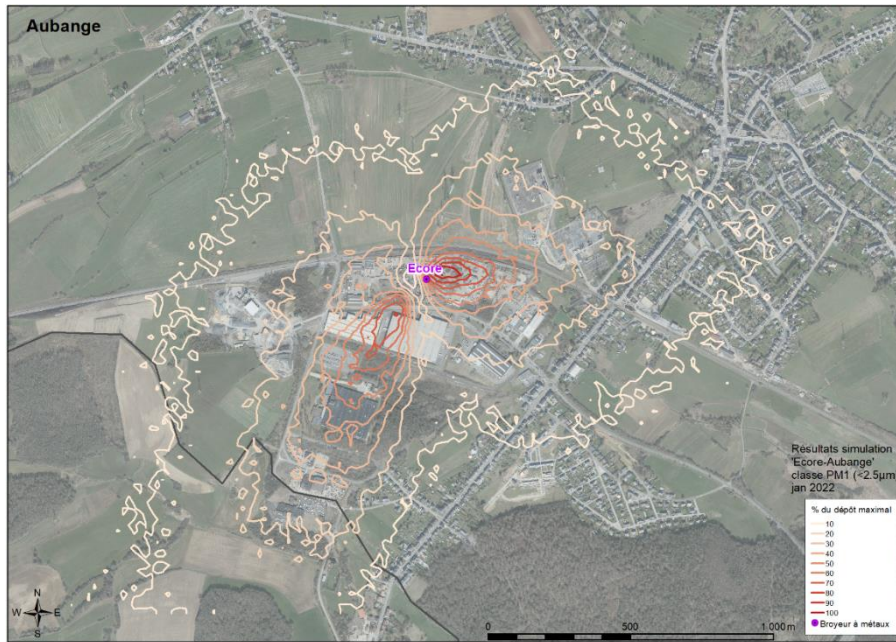 Aubange
Ecore
Résultats simulation
'Ecore-Aubange'
classe PM1 (<2.5µm
jan 2022
% du dépôt maximal
10
20
30
40
50
60
70
80
90
100
Broyeur à métaux
N
W E
S
0 500 1 000 m